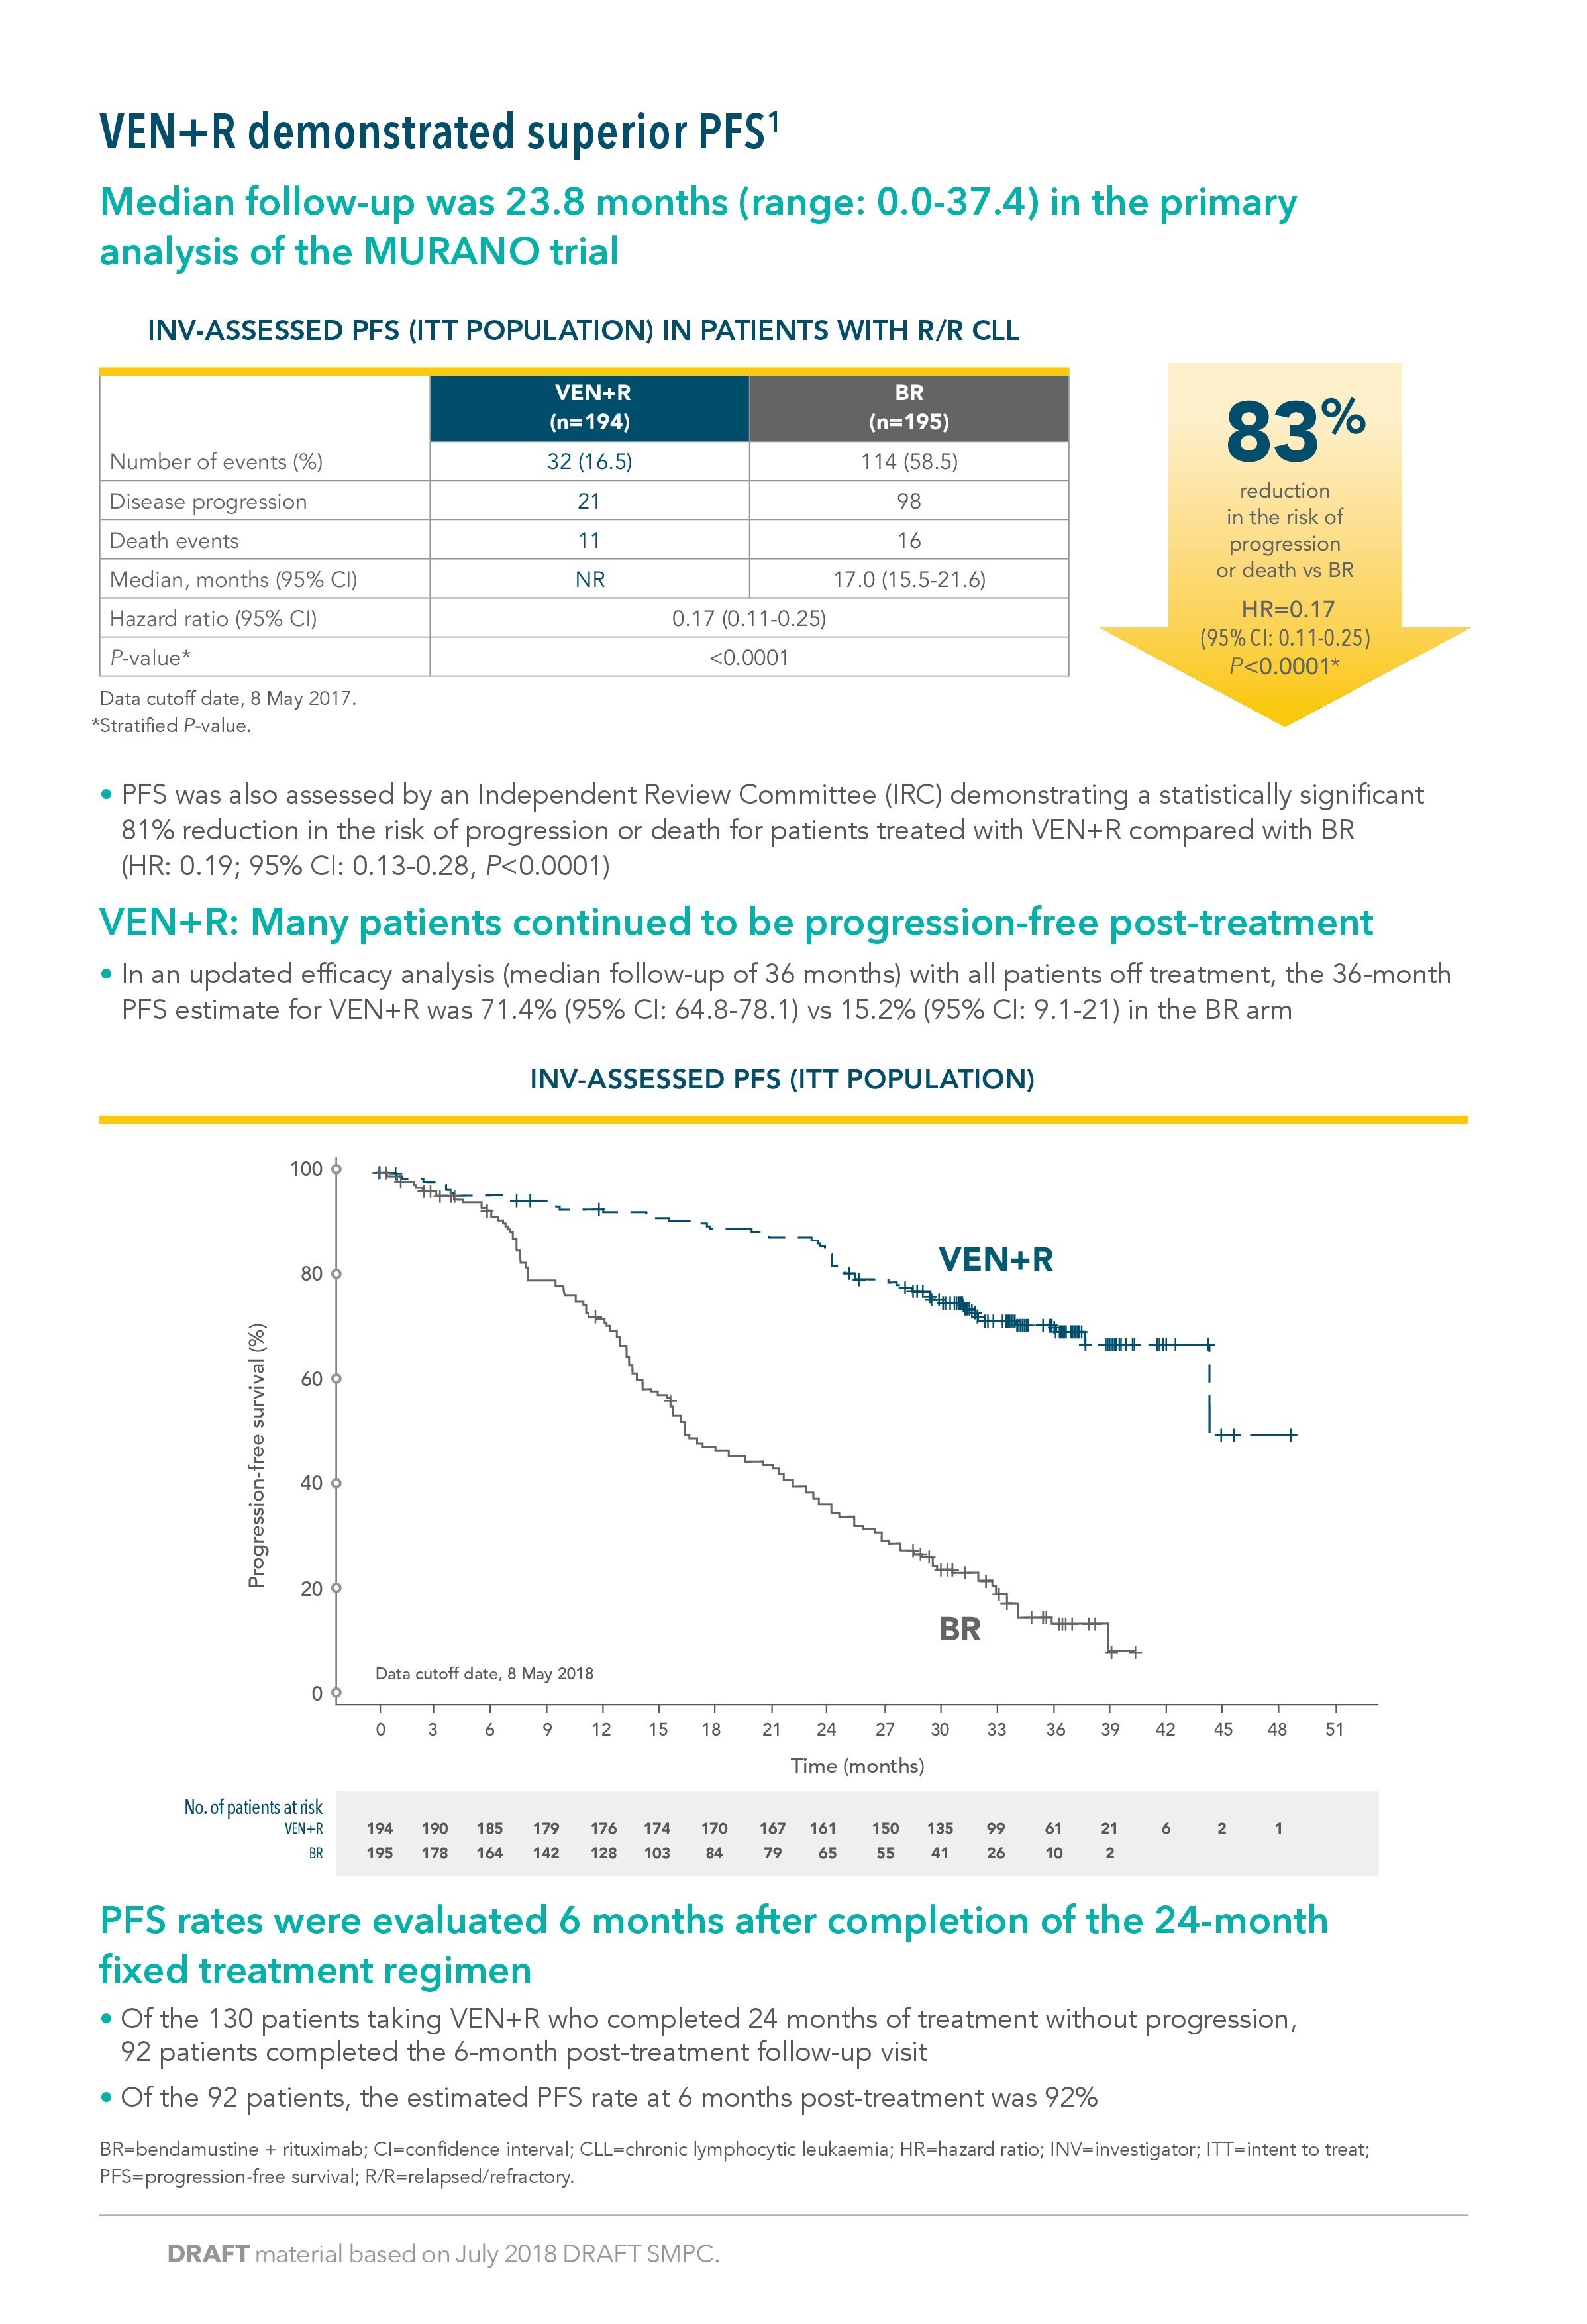 VEN+R demonstrated superior PFS1
Median follow-up was 23.8 months (range: 0.0-37.4) in the primary
analysis of the MURANO trial
INV-ASSESSED PFS (ITT POPULATION) IN PATIENTS WITH R/R CLL
VEN+R BR
(n=194) (n=195)
Number of events (%) 32 (16.5) 114 (58.5)
Disease progression 21 98
Death events 11 16
Median, months (95% CI) NR 17.0 (15.5-21.6)
Hazard ratio (95% CI) 0.17 (0.11-0.25)
P-value* <0.0001
Data cutoff date, 8 May 2017.
*Stratified P-value.
83%
reduction
in the risk of
progression
or death vs BR
HR=0.17
(95% CI: 0.11-0.25)
P<0.0001*
• PFS was also assessed by an Independent Review Committee (IRC) demonstrating a statistically significant
81% reduction in the risk of progression or death for patients treated with VEN+R compared with BR
(HR: 0.19; 95% CI: 0.13-0.28, P<0.0001)
VEN+R: Many patients continued to be progression-free post-treatment
• In an updated efficacy analysis (median follow-up of 36 months) with all patients off treatment, the 36-month
PFS estimate for VEN+R was 71.4% (95% CI: 64.8-78.1) vs 15.2% (95% CI: 9.1-21) in the BR arm
INV-ASSESSED PFS (ITT POPULATION)
Progression-free survival (%)
100
80
60
40
20
0
VEN+R
BR
Data cutoff date, 8 May 2018
0 3 6 9 12 15 18 21 24 27 30 33 36 39 42 45 48 51
Time (months)
No. of patients at risk
VEN+R 194 190 185 179 176 174 170 167 161 150 135 99 61 21 6 2 1
BR 195 178 164 142 128 103 84 79 65 55 41 26 10 2
PFS rates were evaluated 6 months after completion of the 24-month
fixed treatment regimen
• Of the 130 patients taking VEN+R who completed 24 months of treatment without progression,
92 patients completed the 6-month post-treatment follow-up visit
• Of the 92 patients, the estimated PFS rate at 6 months post-treatment was 92%
BR=bendamustine + rituximab; CI=confidence interval; CLL=chronic lymphocytic leukaemia; HR=hazard ratio; INV=investigator; ITT=intent to treat;
PFS=progression-free survival; R/R=relapsed/refractory.
DRAFT material based on July 2018 DRAFT SMPC.